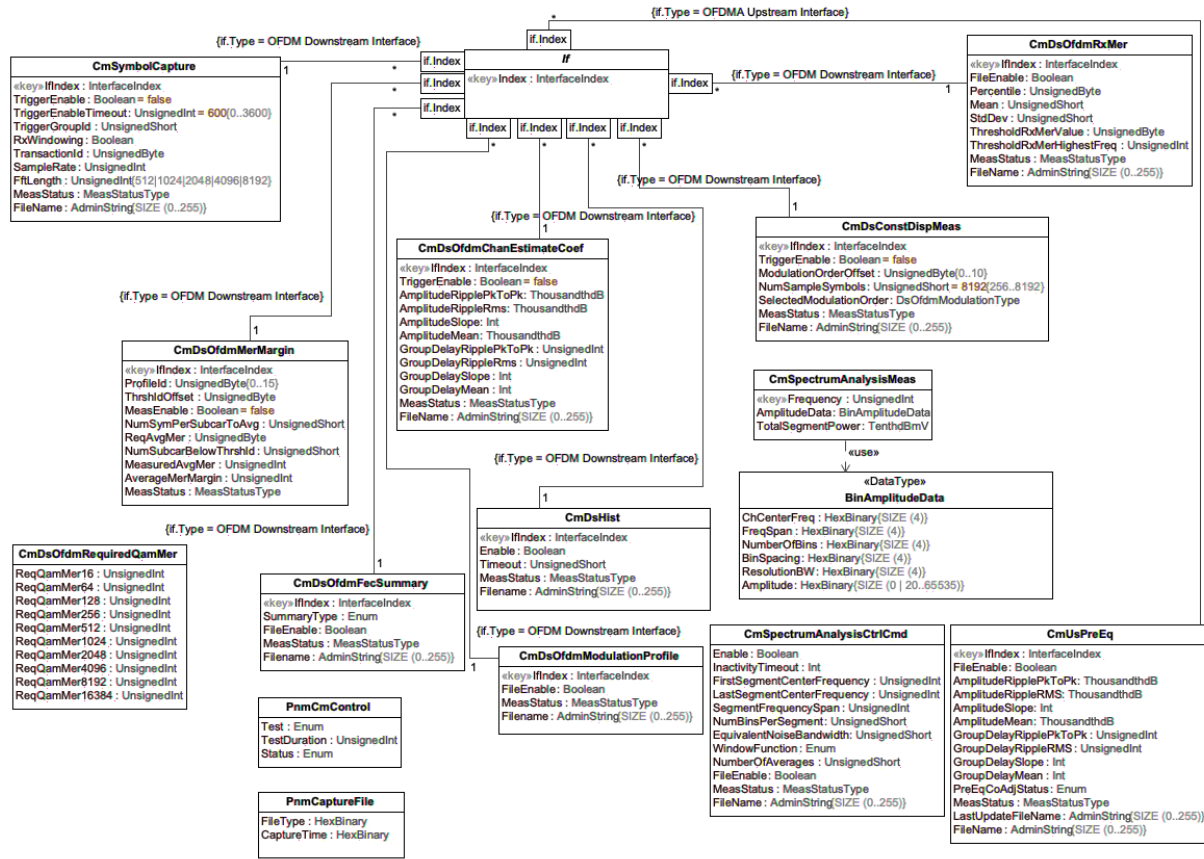 {if.Type = OFDMA Upstream Interface}
*
if.Index
{if.Type = OFDM Downstream Interface}
CmSymbolCapture
«key»IfIndex : InterfaceIndex
TriggerEnable : Boolean = false
TriggerEnableTimeout : UnsignedInt = 600{0..3600}
TriggerGroupId : UnsignedShort
RxWindowing : Boolean
TransactionId : UnsignedByte
SampleRate : UnsignedInt
FftLength : UnsignedInt{512|1024|2048|4096|8192}
MeasStatus : MeasStatusType
FileName : AdminString{SIZE (0..255)}
1
*
if.Index
if.Index
*
if.Index
*
If
«key»Index : InterfaceIndex
if.Index
*
{if.Type = OFDM Downstream Interface}
1
CmDsOfdmRxMer
«key»IfIndex : InterfaceIndex
FileEnable : Boolean
Percentile : UnsignedByte
Mean : UnsignedShort
StdDev : UnsignedShort
ThresholdRxMerValue : UnsignedByte
ThresholdRxMerHighestFreq : UnsignedInt
MeasStatus : MeasStatusType
FileName : AdminString{SIZE (0..255)}
if.Index
if.Index
if.Index
if.Index
*
*
*
*
{if.Type = OFDM Downstream Interface}
1
{if.Type = OFDM Downstream Interface}
1
CmDsOfdmChanEstimateCoef
«key»IfIndex : InterfaceIndex
TriggerEnable : Boolean = false
AmplitudeRipplePkToPk : ThousandthdB
AmplitudeRippleRms : ThousandthdB
AmplitudeSlope : Int
AmplitudeMean : ThousandthdB
GroupDelayRipplePkToPk : UnsignedInt
GroupDelayRippleRms : UnsignedInt
GroupDelaySlope : Int
GroupDelayMean : Int
MeasStatus : MeasStatusType
FileName : AdminString{SIZE (0..255)}
CmDsConstDispMeas
«key»IfIndex : InterfaceIndex
TriggerEnable : Boolean = false
ModulationOrderOffset : UnsignedByte{0..10}
NumSampleSymbols : UnsignedShort = 8192{256..8192}
SelectedModulationOrder : DsOfdmModulationType
MeasStatus : MeasStatusType
FileName : AdminString{SIZE (0..255)}
{if.Type = OFDM Downstream Interface}
1
CmDsOfdmMerMargin
«key»IfIndex : InterfaceIndex
ProfileId : UnsignedByte{0..15}
ThrshldOffset : UnsignedByte
MeasEnable : Boolean = false
NumSymPerSubcarToAvg : UnsignedShort
ReqAvgMer : UnsignedByte
NumSubcarBelowThrshld : UnsignedShort
MeasuredAvgMer : UnsignedInt
AverageMerMargin : UnsignedInt
MeasStatus : MeasStatusType
CmSpectrumAnalysisMeas
«key»Frequency : UnsignedInt
AmplitudeData : BinAmplitudeData
TotalSegmentPower : TenthdBmV
«use»
«DataType»
BinAmplitudeData
ChCenterFreq : HexBinary{SIZE (4)}
FreqSpan : HexBinary{SIZE (4)}
NumberOfBins : HexBinary{SIZE (4)}
BinSpacing : HexBinary{SIZE (4)}
ResolutionBW : HexBinary{SIZE (4)}
Amplitude : HexBinary{SIZE (0 | 20..65535)}
{if.Type = OFDM Downstream Interface}
1
CmDsHist
«key»IfIndex : InterfaceIndex
Enable : Boolean
Timeout : UnsignedShort
MeasStatus : MeasStatusType
Filename : AdminString{SIZE (0..255)}
{if.Type = OFDM Downstream Interface}
1
CmDsOfdmRequiredQamMer
ReqQamMer16 : UnsignedInt
ReqQamMer64 : UnsignedInt
ReqQamMer128 : UnsignedInt
ReqQamMer256 : UnsignedInt
ReqQamMer512 : UnsignedInt
ReqQamMer1024 : UnsignedInt
ReqQamMer2048 : UnsignedInt
ReqQamMer4096 : UnsignedInt
ReqQamMer8192 : UnsignedInt
ReqQamMer16384 : UnsignedInt
CmDsOfdmFecSummary
«key»IfIndex : InterfaceIndex
SummaryType : Enum
FileEnable : Boolean
MeasStatus : MeasStatusType
Filename : AdminString{SIZE (0..255)}
{if.Type = OFDM Downstream Interface}
1
CmDsOfdmModulationProfile
«key»IfIndex : InterfaceIndex
FileEnable : Boolean
MeasStatus : MeasStatusType
Filename : AdminString{SIZE (0..255)}
CmSpectrumAnalysisCtrlCmd
Enable : Boolean
InactivityTimeout : Int
FirstSegmentCenterFrequency : UnsignedInt
LastSegmentCenterFrequency : UnsignedInt
SegmentFrequencySpan : UnsignedInt
NumBinsPerSegment : UnsignedShort
EquivalentNoiseBandwidth : UnsignedShort
WindowFunction : Enum
NumberOfAverages : UnsignedShort
FileEnable : Boolean
MeasStatus : MeasStatusType
FileName : AdminString{SIZE (0..255)}
1
CmUsPreEq
«key»IfIndex : InterfaceIndex
FileEnable : Boolean
AmplitudeRipplePkToPk : ThousandthdB
AmplitudeRippleRMS : ThousandthdB
AmplitudeSlope : Int
AmplitudeMean : ThousandthdB
GroupDelayRipplePkToPk : UnsignedInt
GroupDelayRippleRMS : UnsignedInt
GroupDelaySlope : Int
GroupDelayMean : Int
PreEqCoAdjStatus : Enum
MeasStatus : MeasStatusType
LastUpdateFileName : AdminString{SIZE (0..255)}
FileName : AdminString{SIZE (0..255)}
PnmCmControl
Test : Enum
TestDuration : UnsignedInt
Status : Enum
PnmCaptureFile
FileType : HexBinary
CaptureTime : HexBinary